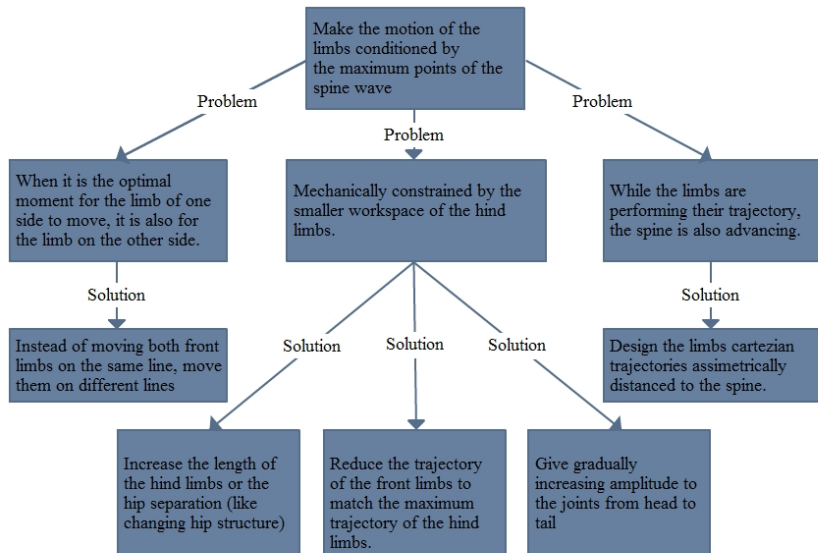 Make the motion of the
limbs conditioned by
the maximum points of the
spine wave
Problem
Problem
Problem
When it is the optimal
moment for the limb of one
side to move, it is also for
the limb on the other side.
Mechanically constrained by the
smaller workspace of the hind
limbs.
While the limbs are
performing their trajectory,
the spine is also advancing.
Solution
Solution
Solution
Solution
Solution
Instead of moving both front
limbs on the same line, move
them on different lines
Design the limbs cartezian
trajectories assimetrically
distanced to the spine.
Increase the length of
the hind limbs or the
hip separation (like
changing hip structure)
Reduce the trajectory
of the front limbs to
match the maximum
trajectory of the hind
limbs.
Give gradually
increasing amplitude to
the joints from head to
tail